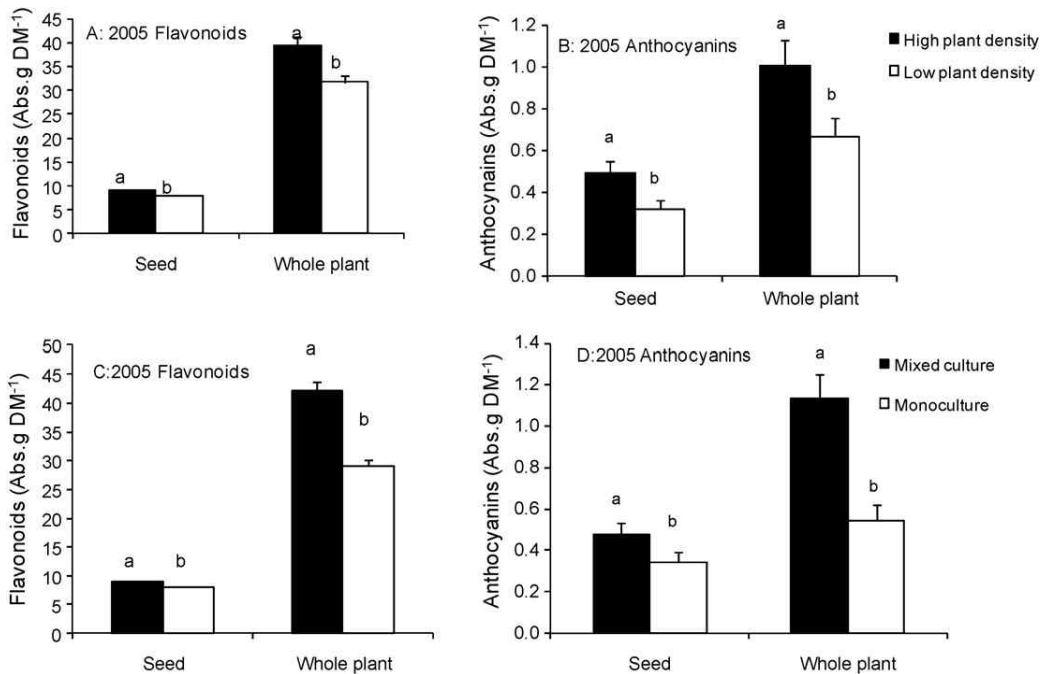 A: 2005 Flavonoids
Flavonoids (Abs.g DM-1)
45
40
35
30
25
20
15
10
5
0
a
b
a
b
Seed
Whole plant
B: 2005 Anthocyanins
Anthocynains (Abs.g DM-1)
1.2
1.0
0.8
0.6
0.4
0.2
0.0
a
b
a
b
Seed
Whole plant
High plant density
Low plant density
C:2005 Flavonoids
Flavonoids (Abs.g DM-1)
50
45
40
35
30
25
20
15
10
5
0
a
b
a
b
Seed
Whole plant
D:2005 Anthocyanins
Anthocyanins (Abs.g DM-1)
1.4
1.2
1.0
0.8
0.6
0.4
0.2
0.0
a
b
a
b
Seed
Whole plant
Mixed culture
Monoculture